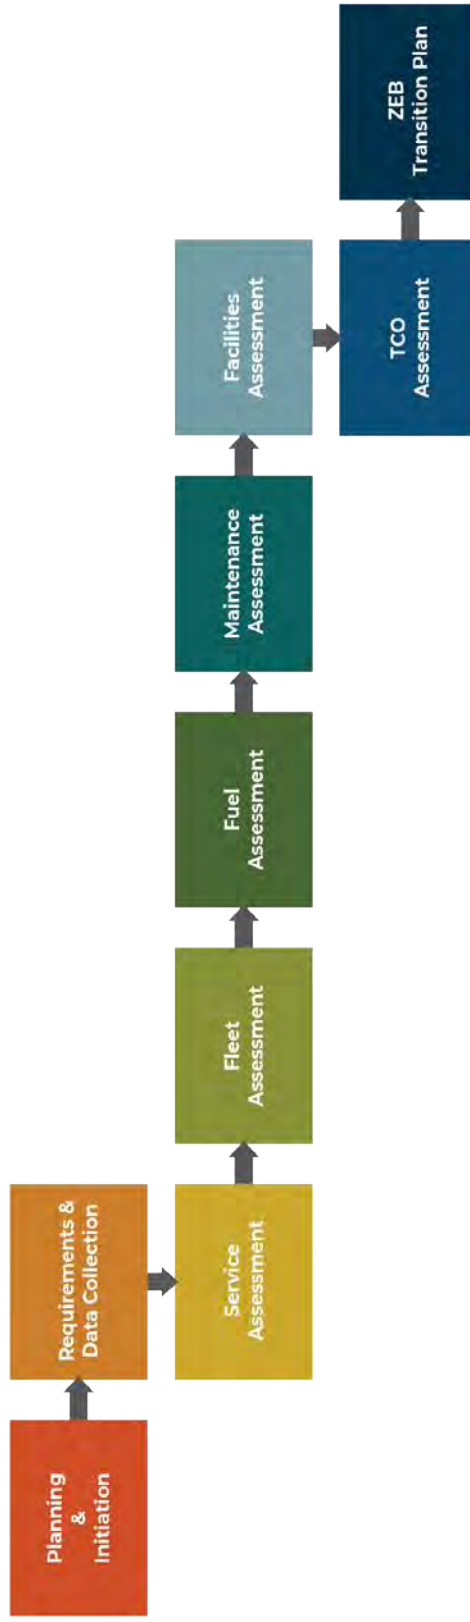 Planning
&
Initiation
Requirements &
Data Collection
Service
Assessment
Fleet
Assessment
Fuel
Assessment
Maintenance
Assessment
Facilities
Assessment
TCO
Assessment
ZEB
Transition Plan